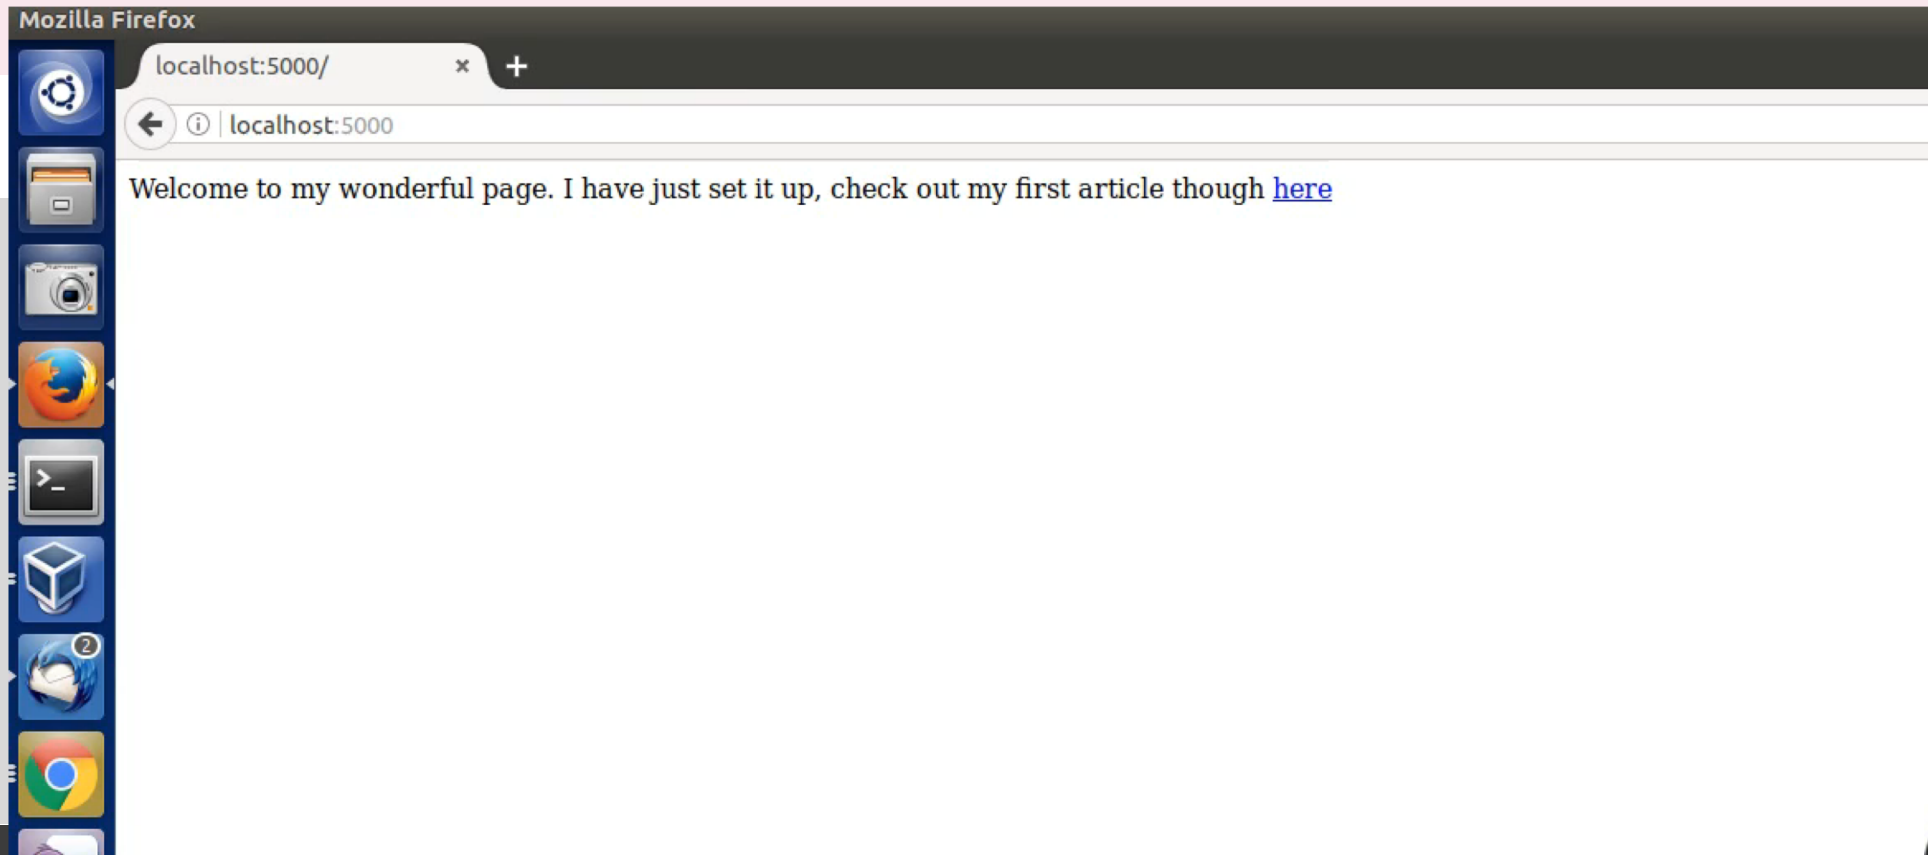 Mozilla Firefox
localhost:5000/
localhost:5000
Welcome to my wonderful page. I have just set it up, check out my first article though here
>_
2